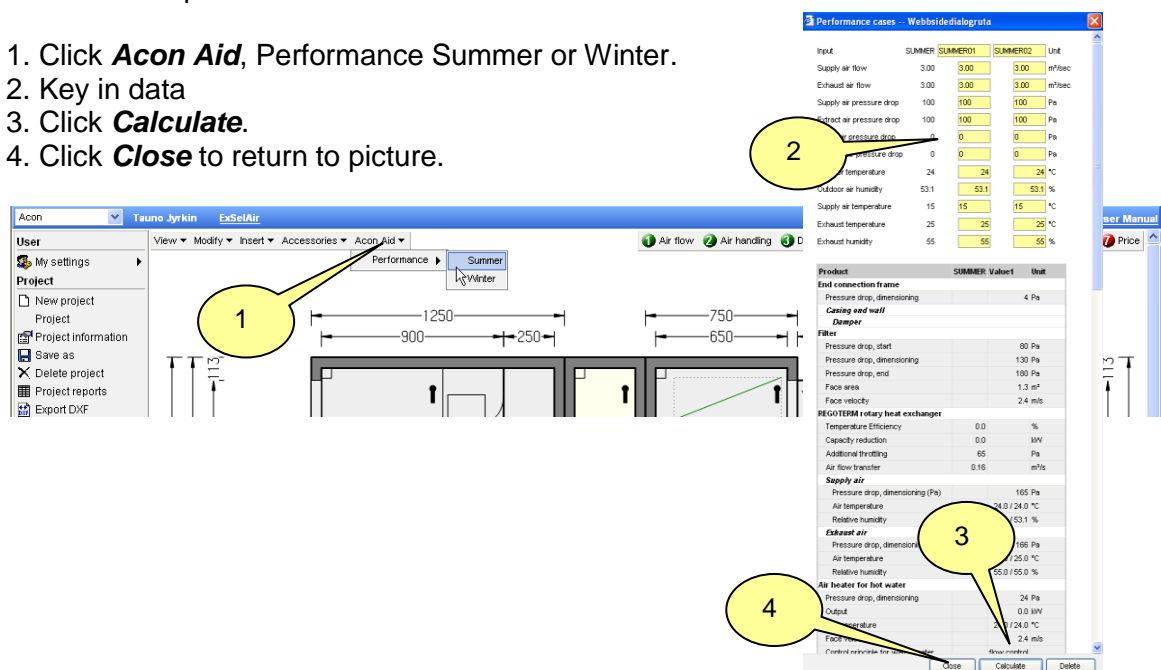 1. Click Acon Aid, Performance Summer or Winter.
2. Key in data
3. Click Calculate.
4. Click Close to return to picture.
Performance cases -- Webbsidedialogruta
Input SUMMER SUMMER01 SUMMER02 Unit
Supply air flow 3.00 3.00 3.00 m³/sec
Exhaust air flow 3.00 3.00 3.00 m³/sec
Supply air pressure drop 100 100 100 Pa
Extract air pressure drop 100 100 100 Pa
air pressure drop 0 0 0 Pa
pressure drop 0 0 0 Pa
temperature 24 24 24 °C
Outdoor air humidity 53.1 53.1 53.1 %
Supply air temperature 15 15 15 °C
Exhaust temperature 25 25 25 °C
Exhaust humidity 55 55 55 %
2
Acon Tauno Jyrkin ExSelAir
User Manual
User View Modify Insert Accessories Acon Aid
1 Air flow 2 Air handling 3 D
7 Price
My settings
Project
New project
Project
Project information
Save as
Delete project
Project reports
Export DXF
Performance Summer
Winter
1
1250
900 250
750
650
113
Product SUMMER Value1 Unit
End connection frame
Pressure drop, dimensioning 4 Pa
Casing end wall
Damper
Filter
Pressure drop, start 80 Pa
Pressure drop, dimensioning 130 Pa
Pressure drop, end 180 Pa
Face area 1.3 m²
Face velocity 2.4 m/s
REGOTERM rotary heat exchanger
Temperature Efficiency 0.0 %
Capacity reduction 0.0 kW
Additional throttling 65 Pa
Air flow transfer 0.16 m³/s
Supply air
Pressure drop, dimensioning (Pa) 165 Pa
Air temperature 24.0 / 24.0 °C
Relative humidity / 53.1 %
Exhaust air
Pressure drop, dimensioni 166 Pa
Air temperature / 25.0 °C
Relative humidity 55.0 / 55.0 %
Air heater for hot water
Pressure drop, dimensioning 24 Pa
Output 0.0 kW
/ 24.0 °C
2.4 m/s
Control principle for flow control
3
4
Close Calculate Delete